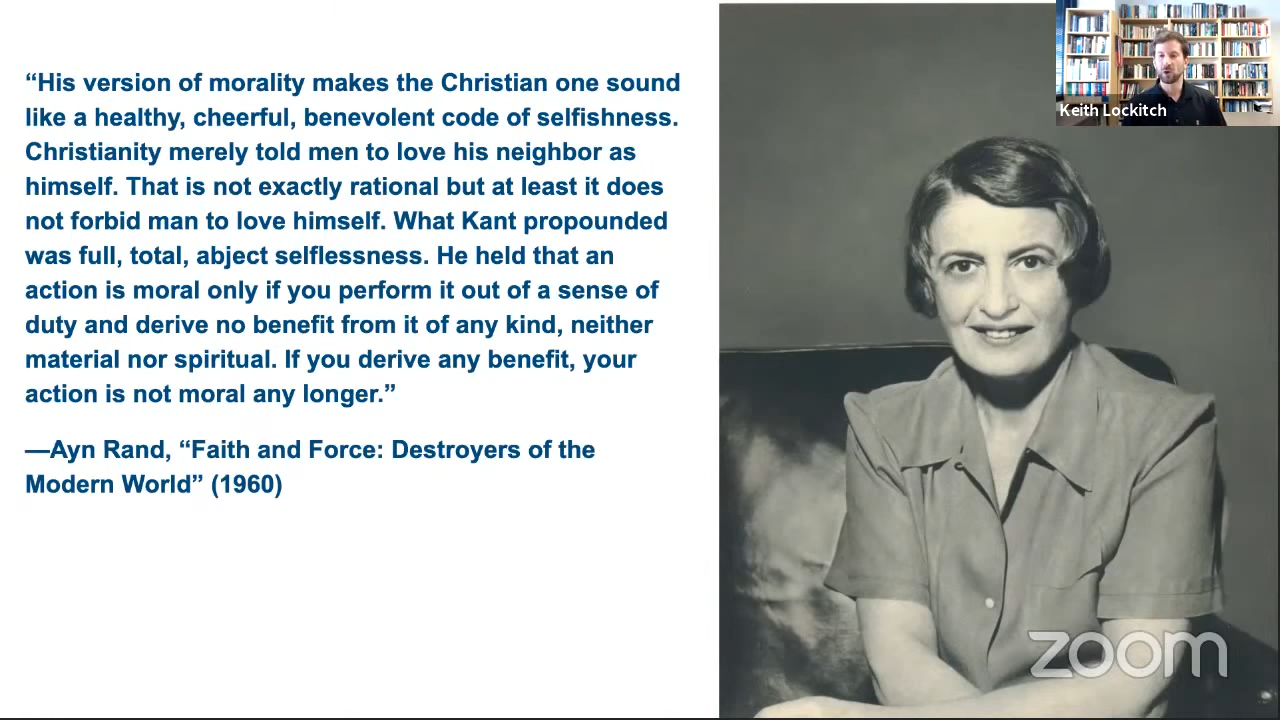 “His version of morality makes the Christian one sound
like a healthy, cheerful, benevolent code of selfishness.
Christianity merely told men to love his neighbor as
himself. That is not exactly rational but at least it does
not forbid man to love himself. What Kant propounded
was full, total, abject selflessness. He held that an
action is moral only if you perform it out of a sense of
duty and derive no benefit from it of any kind, neither
material nor spiritual. If you derive any benefit, your
action is not moral any longer.”
—Ayn Rand, “Faith and Force: Destroyers of the
Modern World” (1960)
Keith Lockitch
zoom